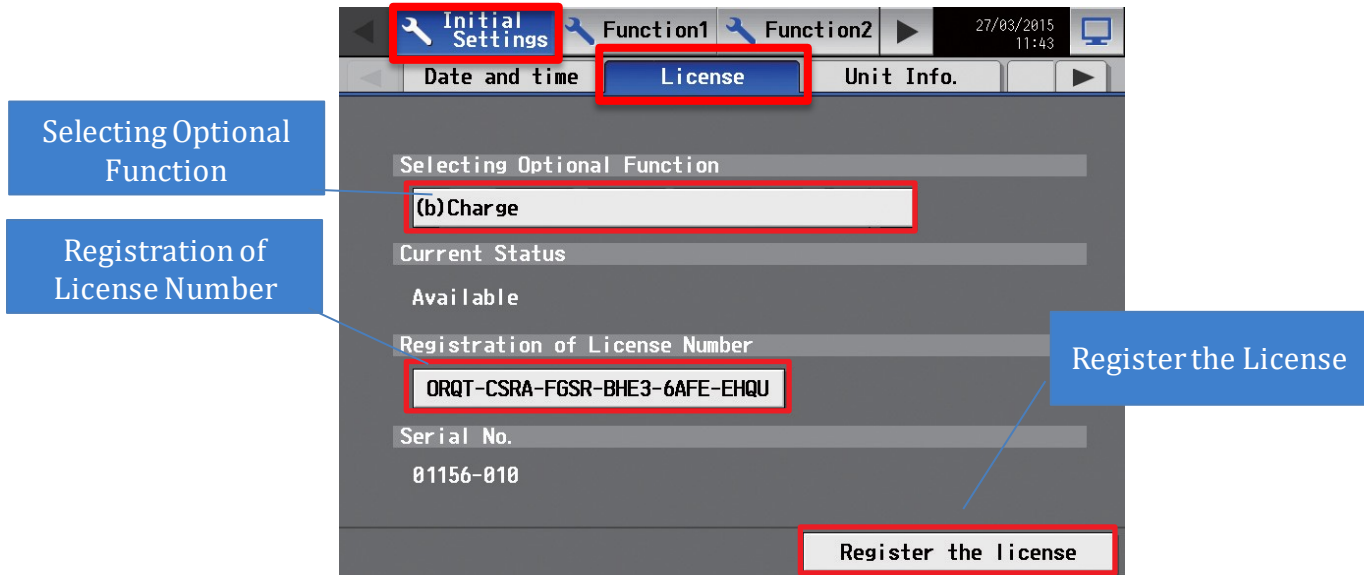 Initial
Settings
Function1
Function2
27/03/2015
11:43
Date and time
License
Unit Info.
Selecting Optional
Function
Selecting Optional Function
(b)Charge
Registration of
License Number
Current Status
Available
Registration of License Number
ORQT-CSRA-FGSR-BHE3-6AFE-EHQU
Register the License
Serial No.
01156-010
Register the license